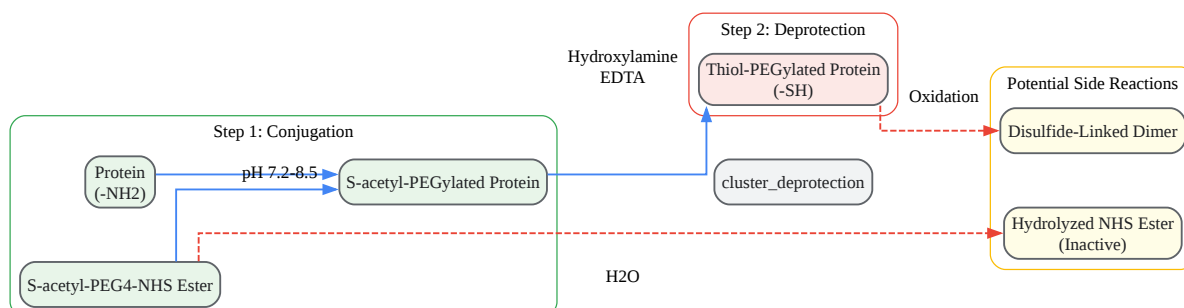 Step 2: Deprotection
Hydroxylamine
EDTA
Thiol-PEGylated Protein
(-SH)
Oxidation
Potential Side Reactions
Disulfide-Linked Dimer
Step 1: Conjugation
Protein
(-NH2)
pH 7.2-8.5
S-acetyl-PEGylated Protein
cluster_deprotection
Hydrolyzed NHS Ester
(Inactive)
S-acetyl-PEG4-NHS Ester
H2O